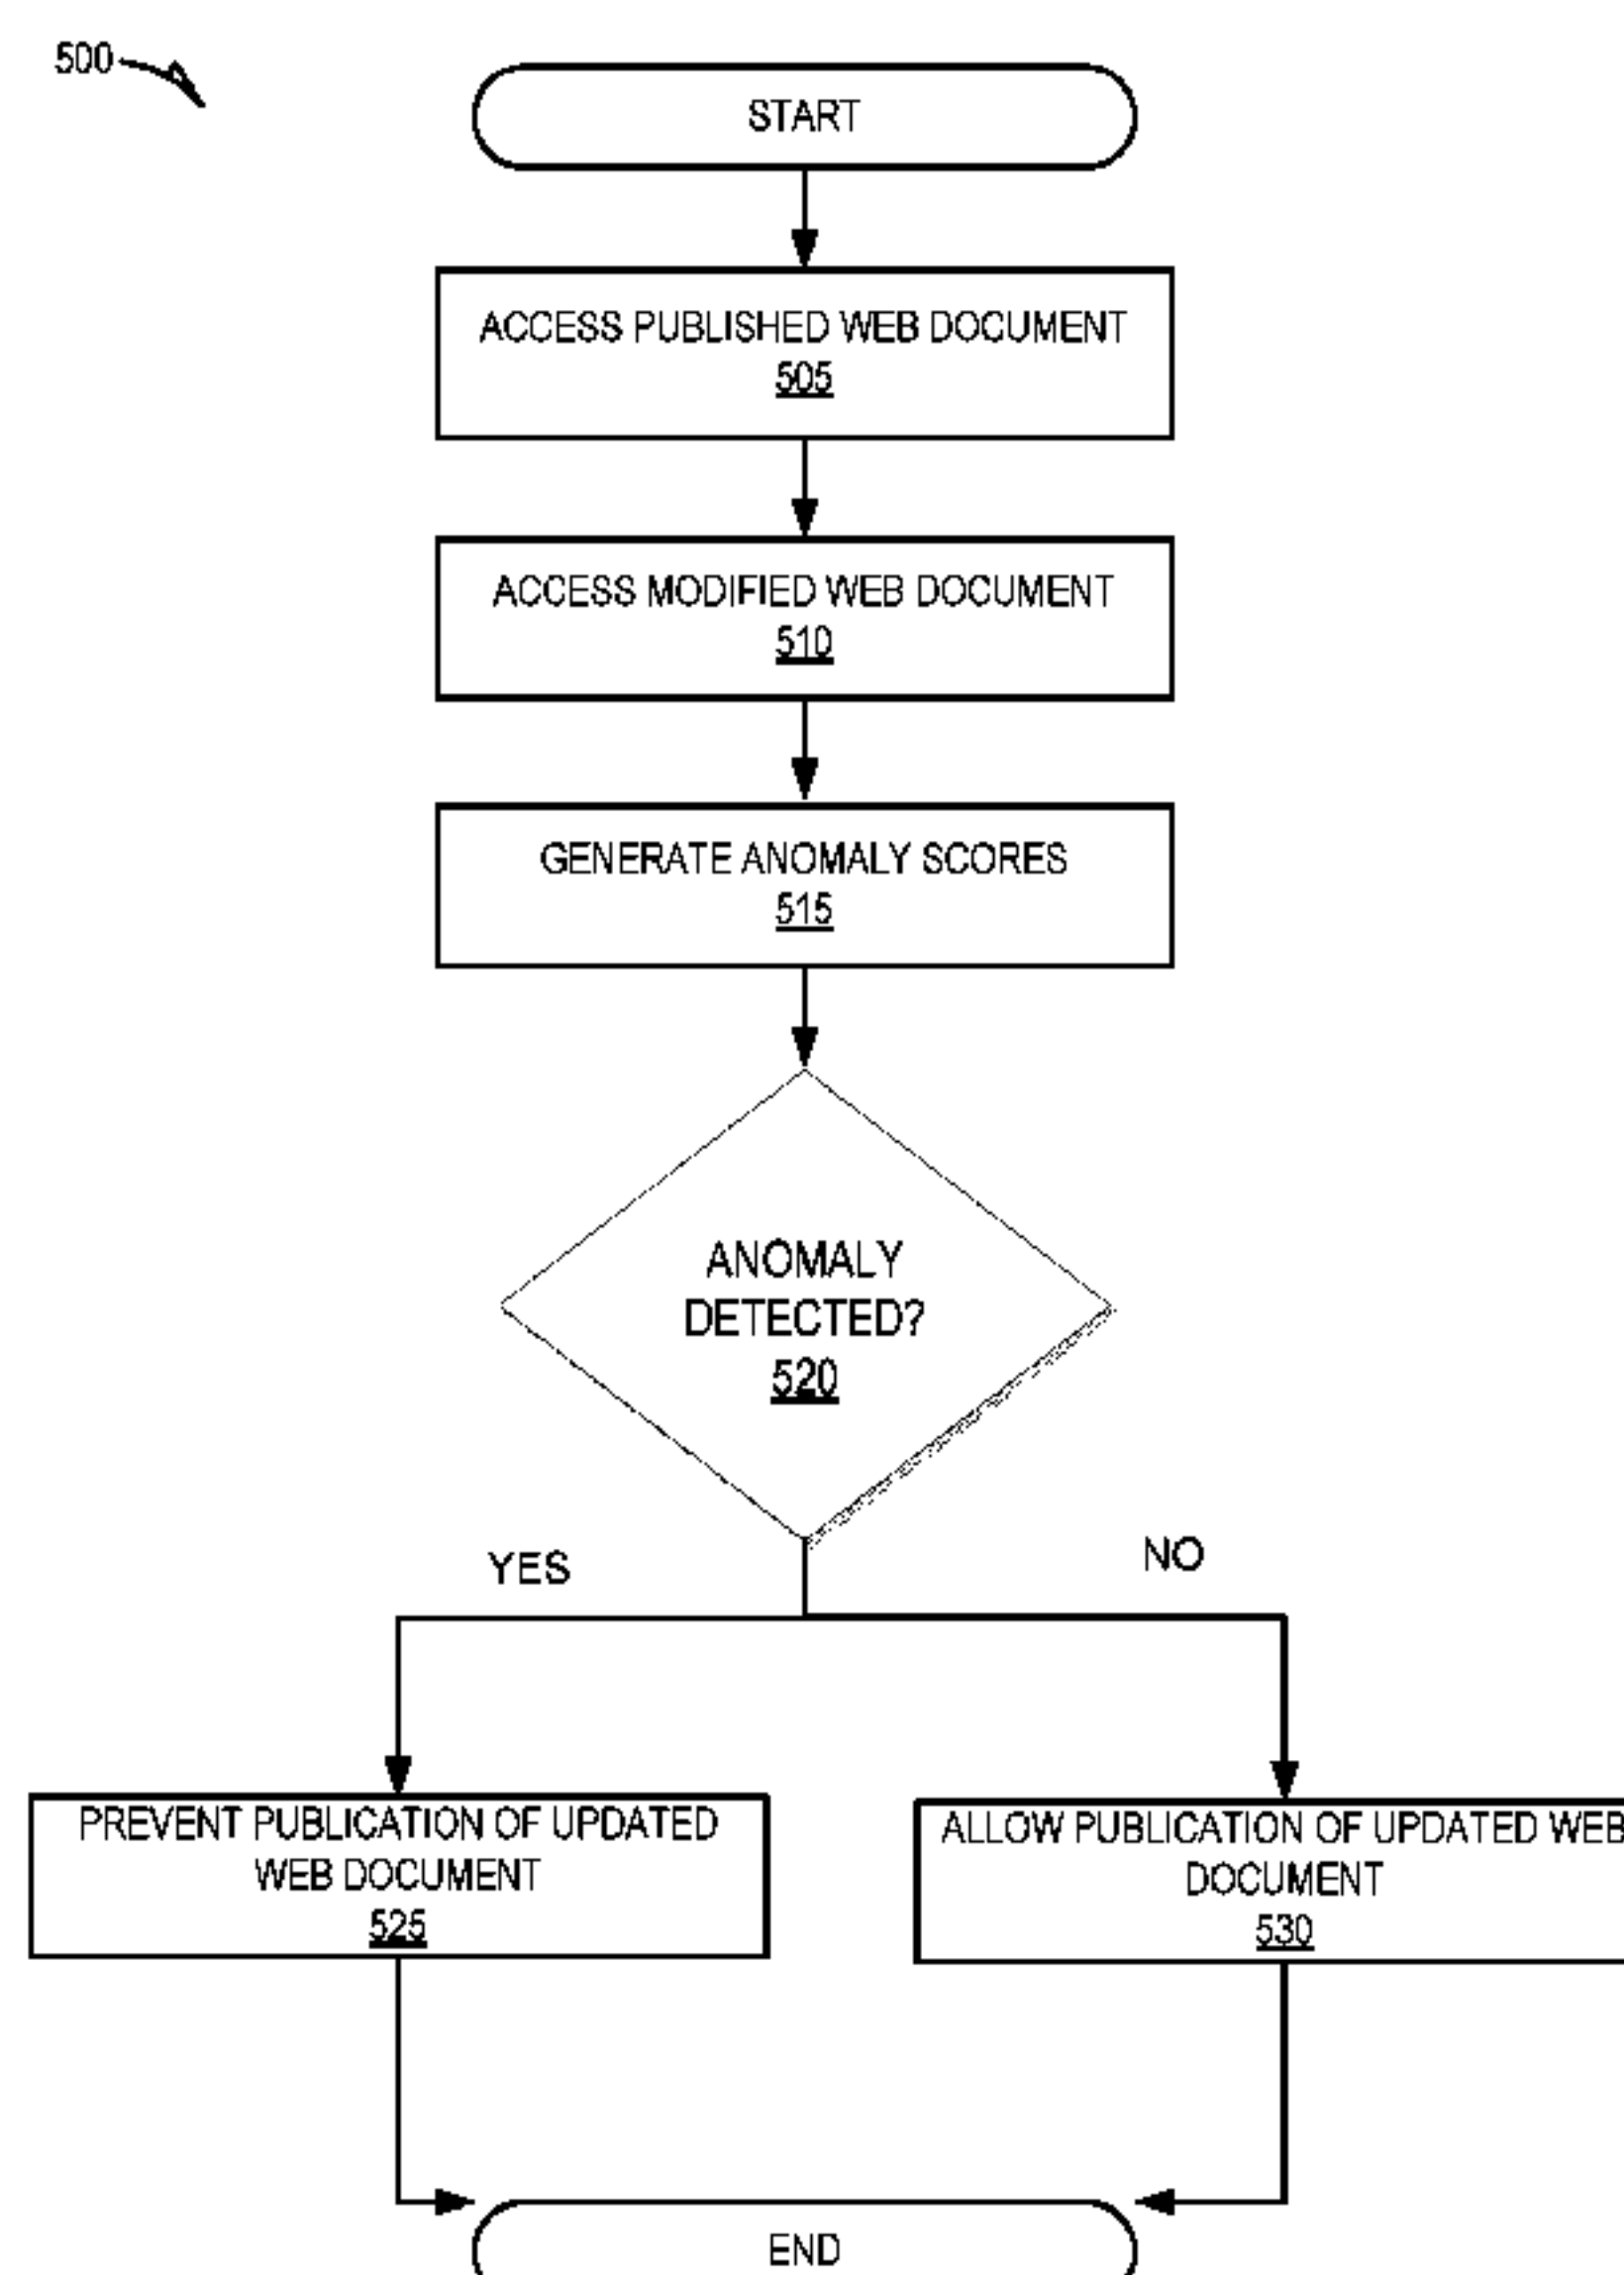 500
START
ACCESS PUBLISHED WEB DOCUMENT
505
ACCESS MODIFIED WEB DOCUMENT
510
GENERATE ANOMALY SCORES
515
ANOMALY
DETECTED?
520
YES
NO
PREVENT PUBLICATION OF UPDATED
WEB DOCUMENT
525
ALLOW PUBLICATION OF UPDATED WEB
DOCUMENT
530
END